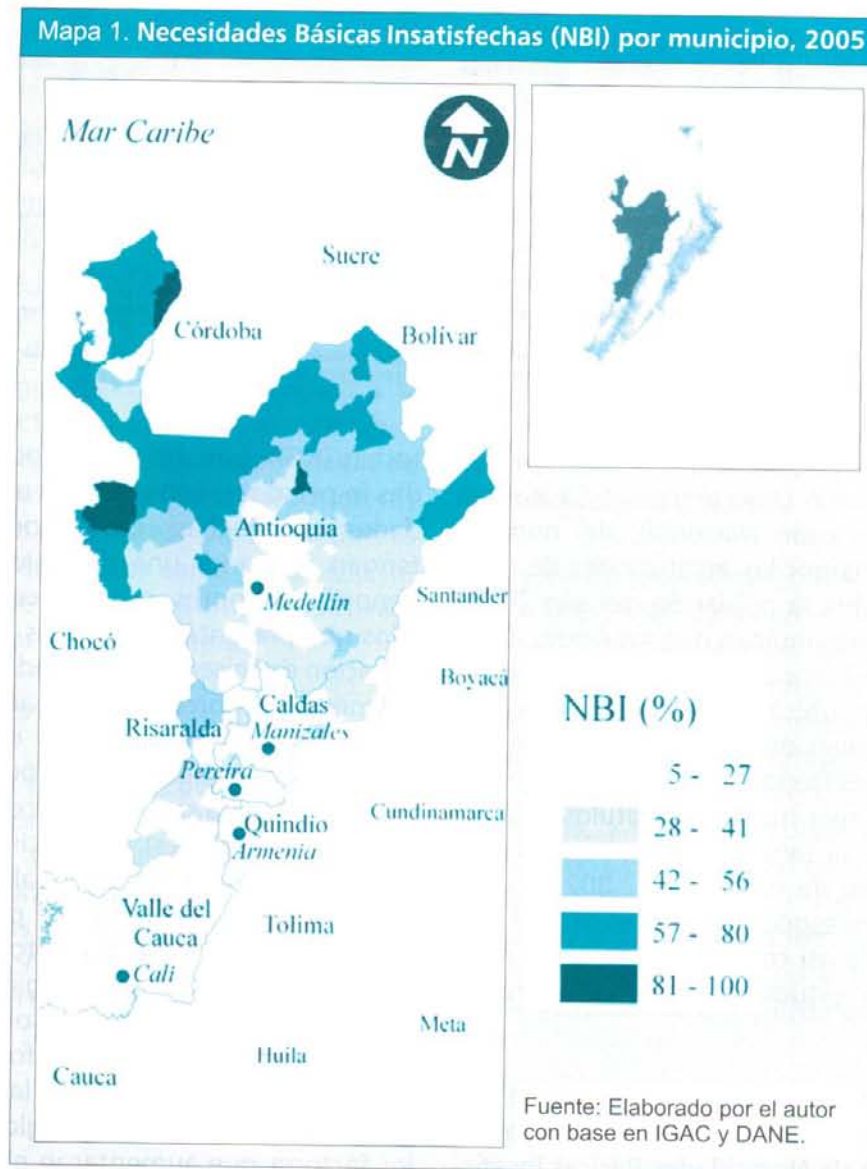 Mapa 1. Necesidades Básicas Insatisfechas (NBI) por municipio, 2005
Mar Caribe
N
Sucre
Córdoba
Bolívar
Antioquia
Medellín
Santander
Chocó
Boyacá
Caldas
Risaralda
Manizales
Pereira
Cundinamarca
Quindío
Armenia
Valle del
Cauca
Tolima
Cali
Meta
Huila
Cauca
NBI (%)
5 - 27
28 - 41
42 - 56
57 - 80
81 - 100
Fuente: Elaborado por el autor
con base en IGAC y DANE.